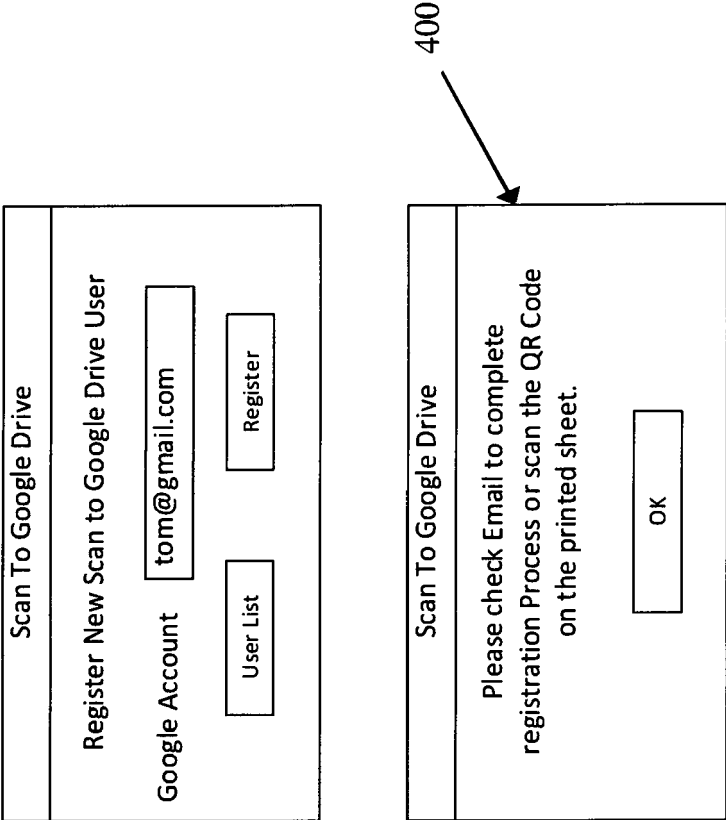 Scan To Google Drive
Register New Scan to Google Drive User
Google Account tom@gmail.com
User List Register
Scan To Google Drive
Please check Email to complete
registration Process or scan the QR Code
on the printed sheet.
OK
400